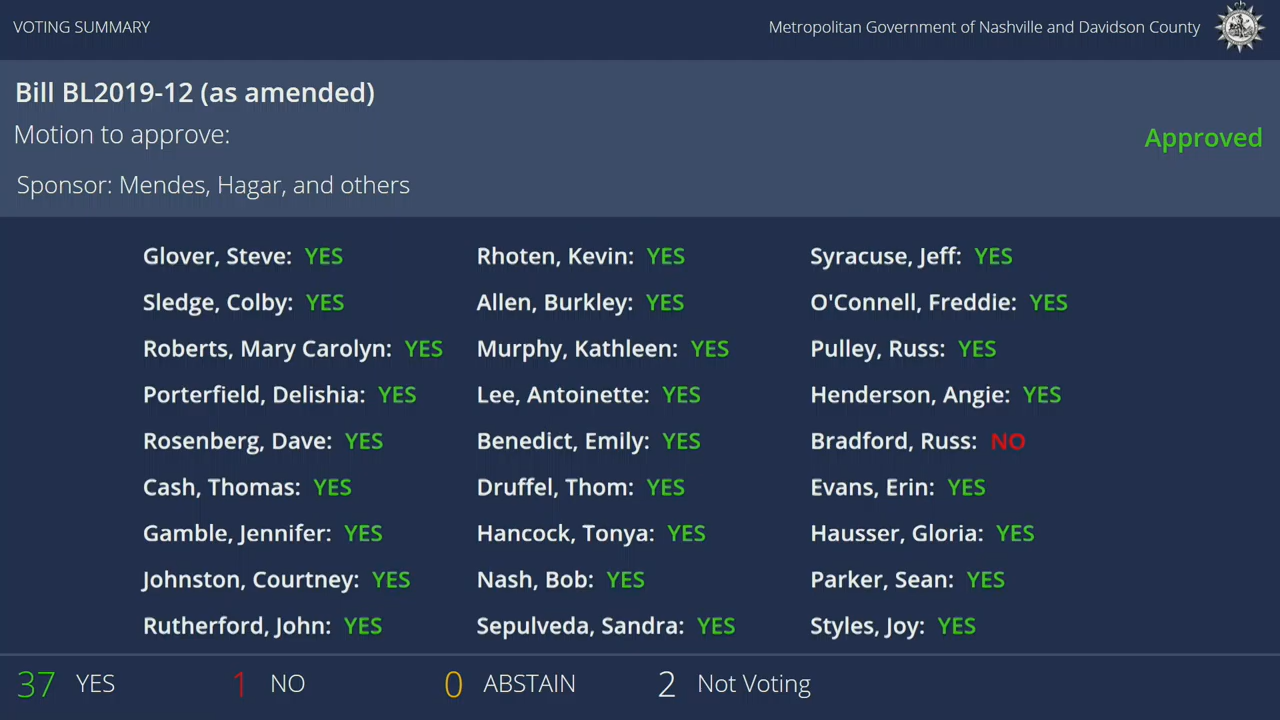 VOTING SUMMARY
Metropolitan Government of Nashville and Davidson County
Bill BL2019-12 (as amended)
Motion to approve:
Approved
Sponsor: Mendes, Hagar, and others
Glover, Steve: YES Rhoten, Kevin: YES Syracuse, Jeff: YES
Sledge, Colby: YES Allen, Burkley: YES O'Connell, Freddie: YES
Roberts, Mary Carolyn: YES Murphy, Kathleen: YES Pulley, Russ: YES
Porterfield, Delishia: YES Lee, Antoinette: YES Henderson, Angie: YES
Rosenberg, Dave: YES Benedict, Emily: YES Bradford, Russ: NO
Cash, Thomas: YES Druffel, Thom: YES Evans, Erin: YES
Gamble, Jennifer: YES Hancock, Tonya: YES Hausser, Gloria: YES
Johnston, Courtney: YES Nash, Bob: YES Parker, Sean: YES
Rutherford, John: YES Sepulveda, Sandra: YES Styles, Joy: YES
37 YES 1 NO 0 ABSTAIN 2 Not Voting